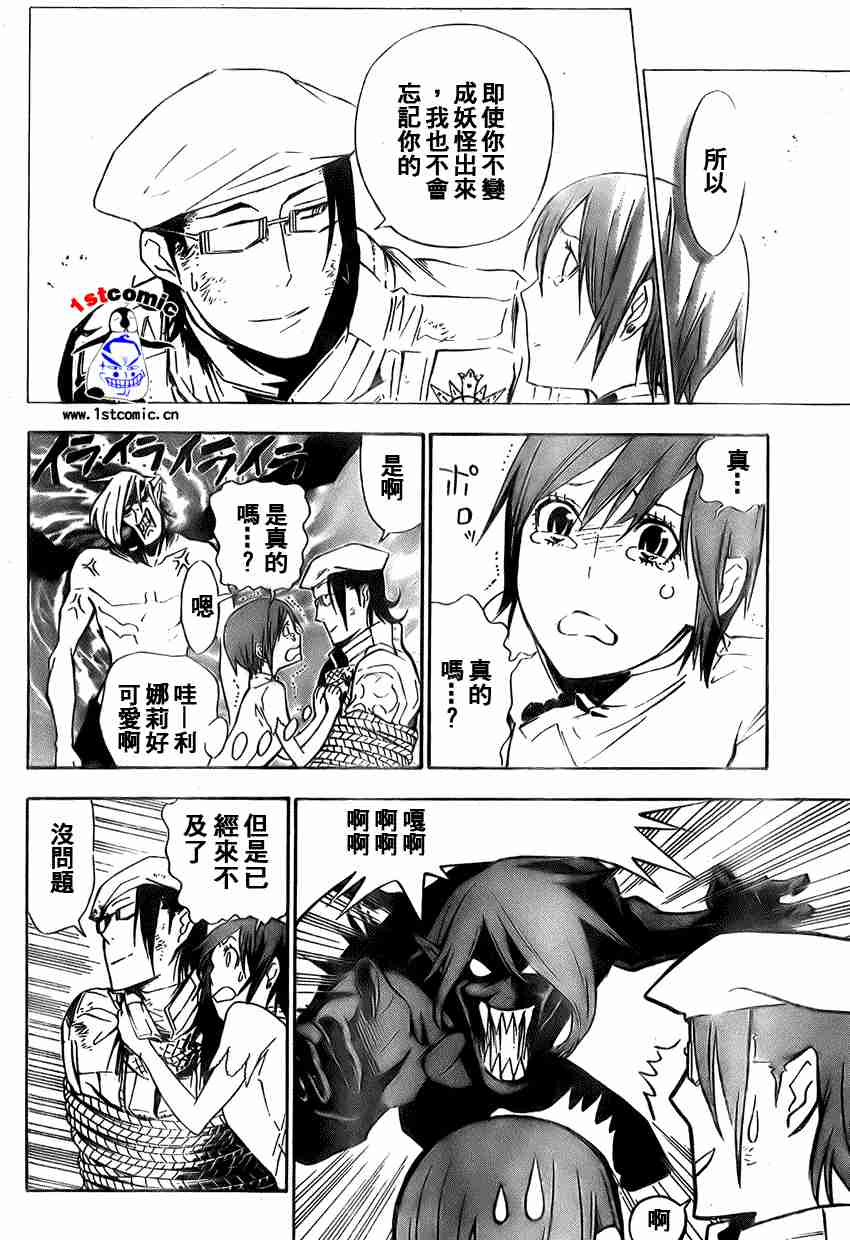 所以
即使你不變
成妖怪出來
，我也不會
忘記你的
1stcomic
www.1stcomic.cn
真…
ポロッ
真的
嗎…？
是啊
是真的
嗎…？
イライライライラ
嗯
哇－利
娜莉好
可愛啊
嘎啊
啊啊
啊啊
啊
但是已
經來不
及了
沒問題